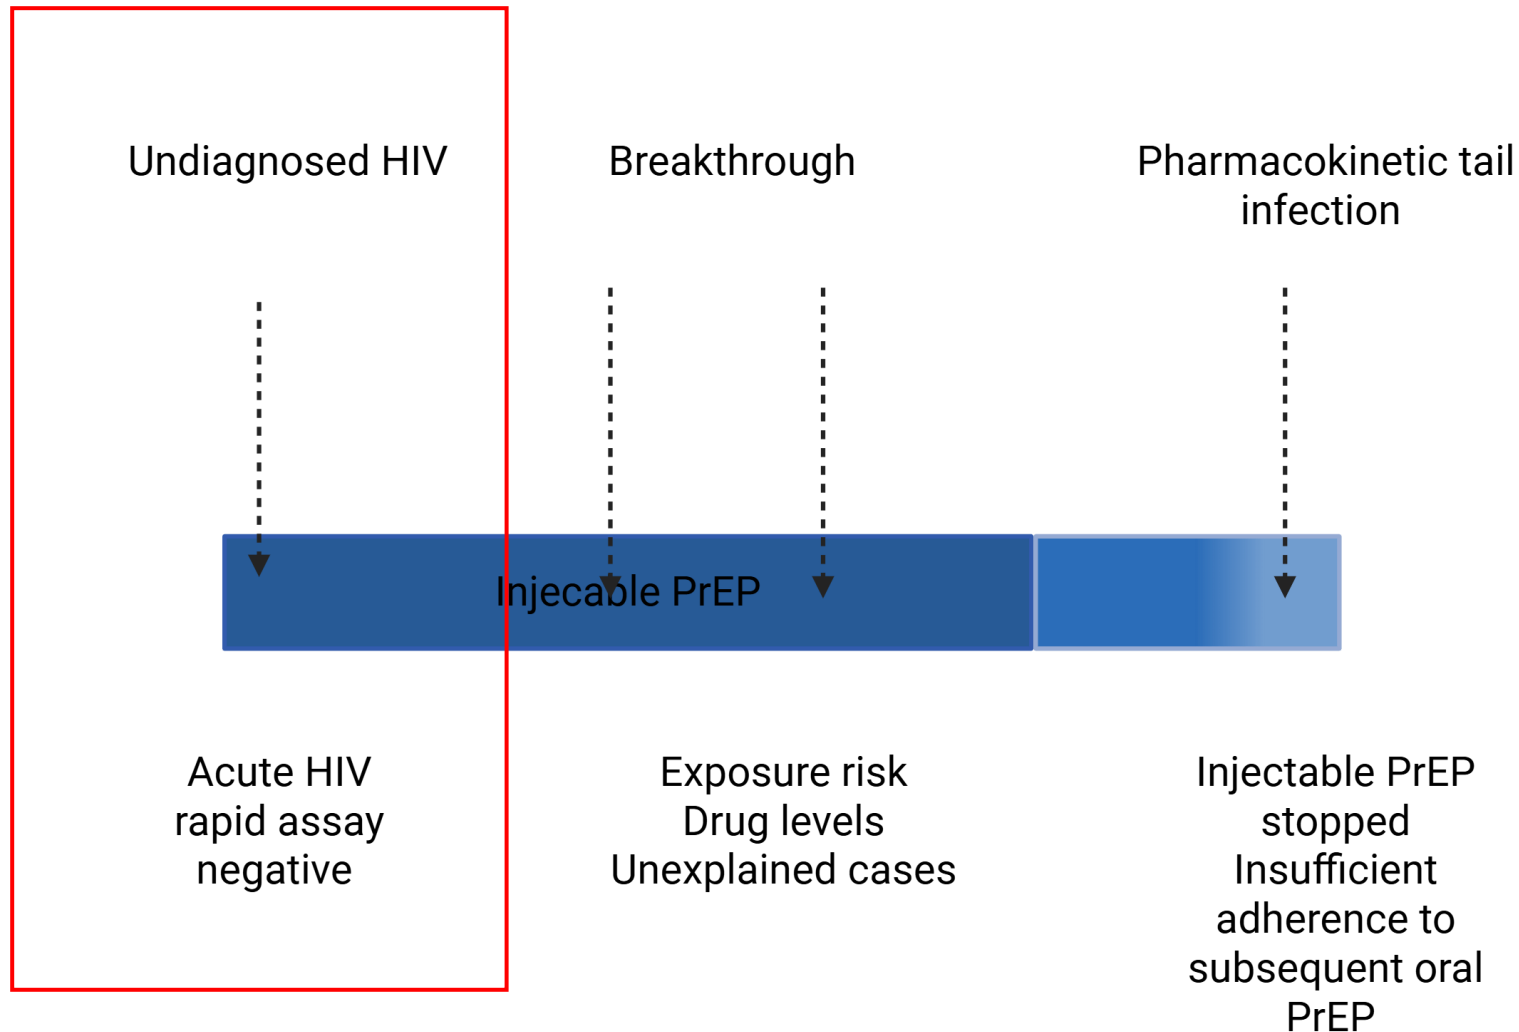 Undiagnosed HIV
Breakthrough
Pharmacokinetic tail
infection
Injecable PrEP
Acute HIV
rapid assay
negative
Exposure risk
Drug levels
Unexplained cases
Injectable PrEP
stopped
Insufficient
adherence to
subsequent oral
PrEP